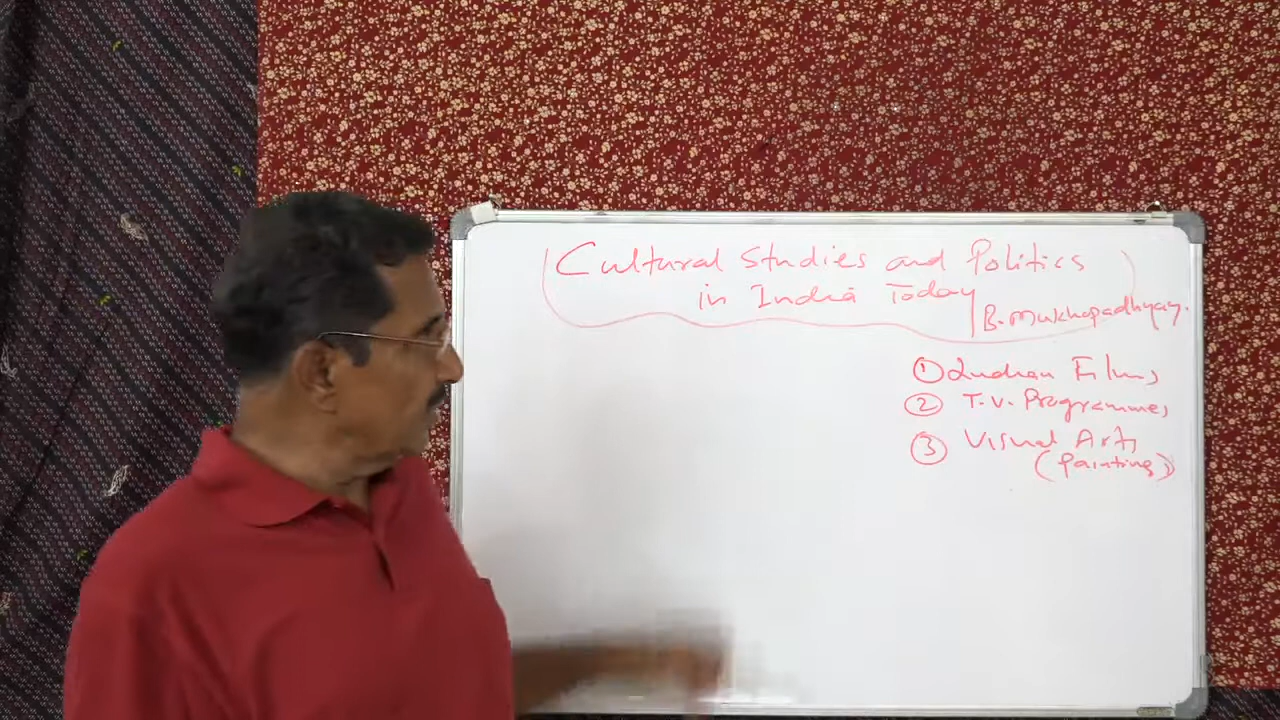 Cultural Studies and Politics
in India Today
B. Mukhopadhyay.
① Indian Films
② T.V. Programmes
③ Visual Arts
(Painting)